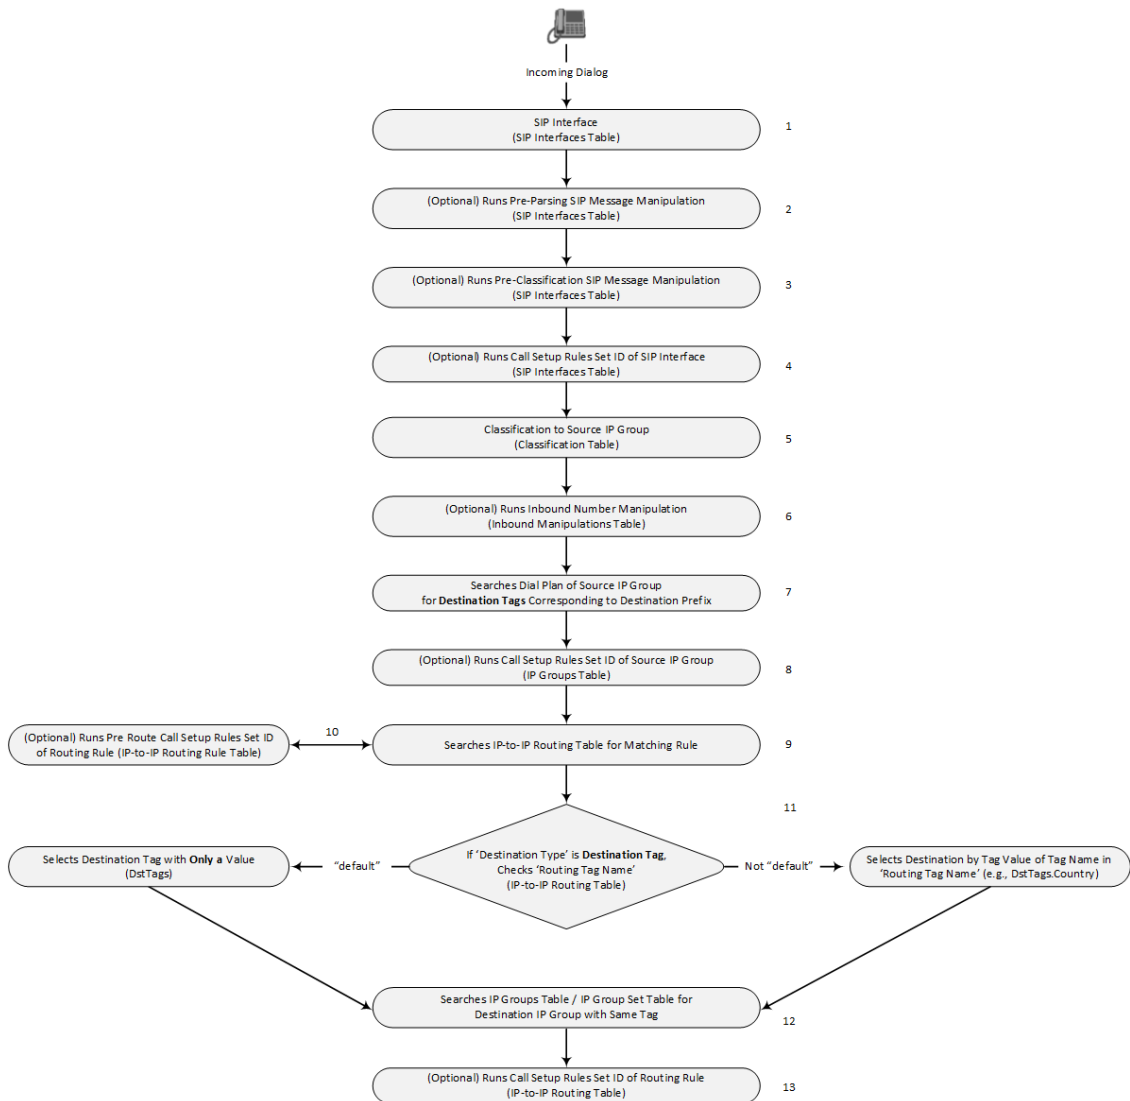 Incoming Dialog
SIP Interface
(SIP Interfaces Table)
1
(Optional) Runs Pre-Parsing SIP Message Manipulation
(SIP Interfaces Table)
2
(Optional) Runs Pre-Classification SIP Message Manipulation
(SIP Interfaces Table)
3
(Optional) Runs Call Setup Rules Set ID of SIP Interface
(SIP Interfaces Table)
4
Classification to Source IP Group
(Classification Table)
5
(Optional) Runs Inbound Number Manipulation
(Inbound Manipulations Table)
6
Searches Dial Plan of Source IP Group
for Destination Tags Corresponding to Destination Prefix
7
(Optional) Runs Call Setup Rules Set ID of Source IP Group
(IP Groups Table)
8
(Optional) Runs Pre Route Call Setup Rules Set ID
of Routing Rule (IP-to-IP Routing Rule Table)
10
Searches IP-to-IP Routing Table for Matching Rule
9
11
Selects Destination Tag with Only a Value
(DstTags)
“default”
If ‘Destination Type’ is Destination Tag,
Checks ‘Routing Tag Name’
(IP-to-IP Routing Table)
Not “default”
Selects Destination by Tag Value of Tag Name in
‘Routing Tag Name’ (e.g., DstTags.Country)
Searches IP Groups Table / IP Group Set Table for
Destination IP Group with Same Tag
12
(Optional) Runs Call Setup Rules Set ID of Routing Rule
(IP-to-IP Routing Table)
13